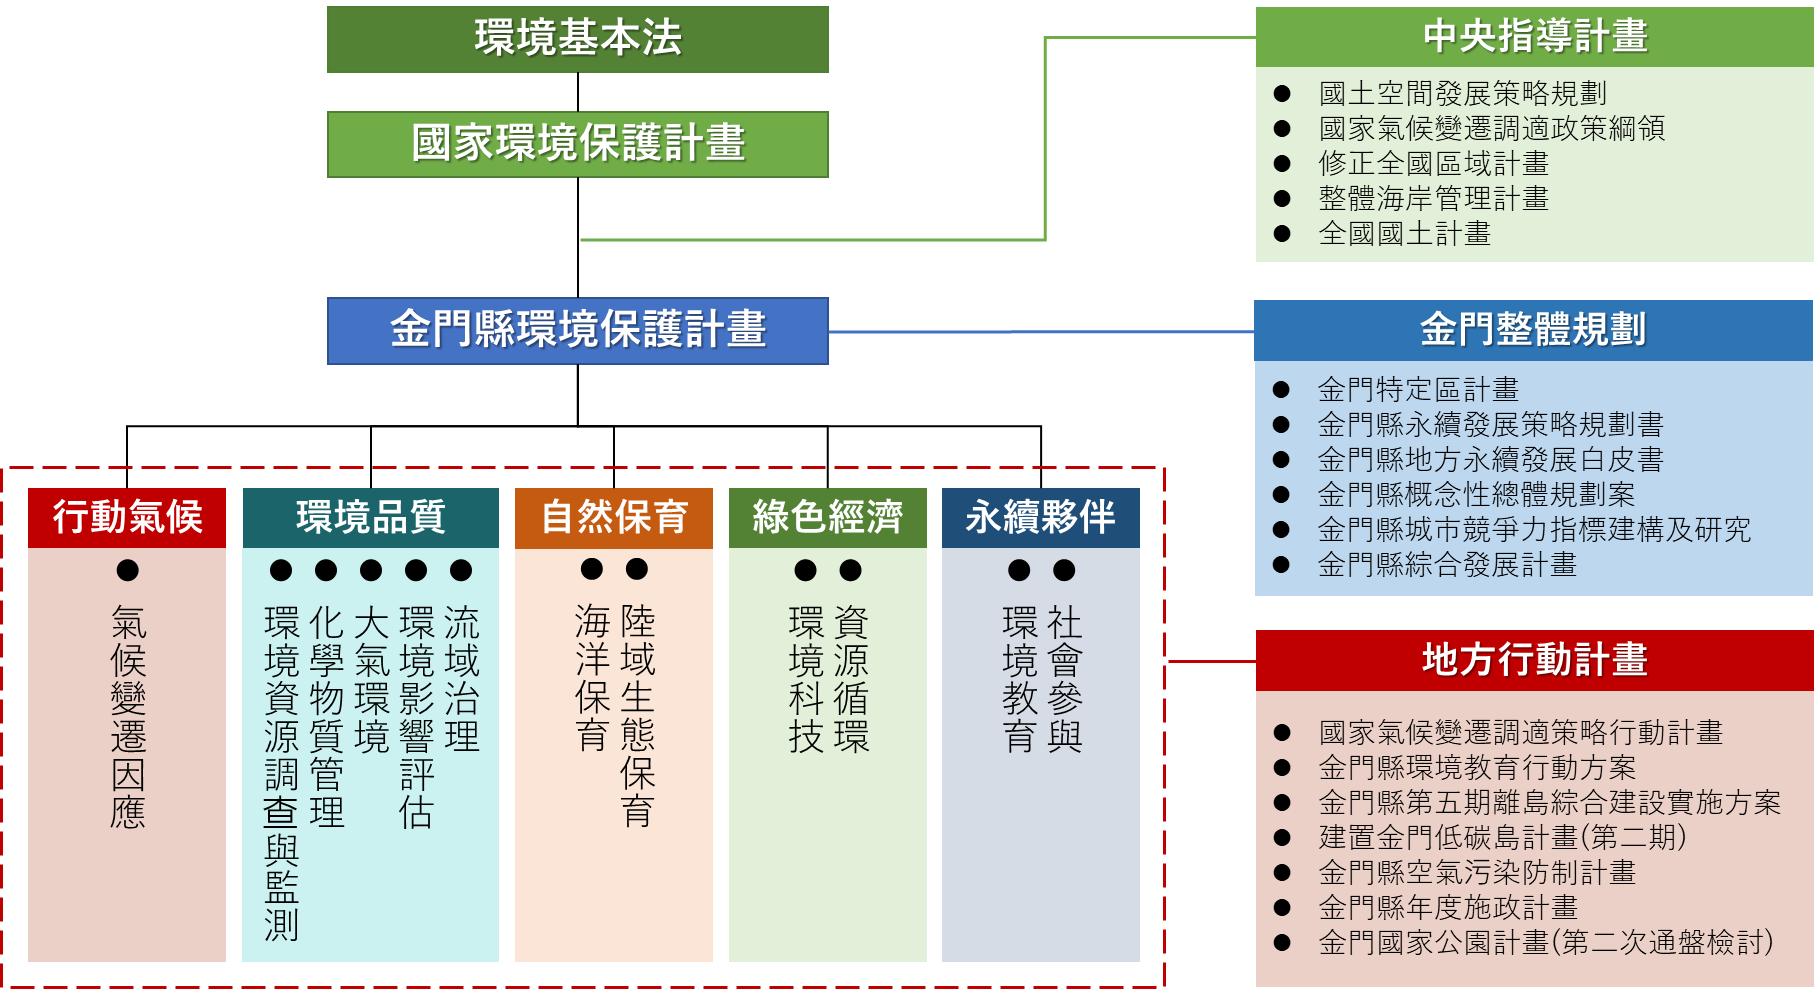 環境基本法
國家環境保護計畫
金門縣環境保護計畫
中央指導計畫
國土空間發展策略規劃
國家氣候變遷調適政策綱領
修正全國區域計畫
整體海岸管理計畫
全國國土計畫
金門整體規劃
金門特定區計畫
金門縣永續發展策略規劃書
金門縣地方永續發展白皮書
金門縣概念性總體規劃案
金門縣城市競爭力指標建構及研究
金門縣綜合發展計畫
行動氣候
氣候變遷因應
環境品質
流域治理
環境影響評估
大氣環境
化學物質管理
環境資源調查與監測
自然保育
陸域生態保育
海洋保育
綠色經濟
資源循環
環境科技
永續夥伴
社會參與
環境教育
地方行動計畫
國家氣候變遷調適策略行動計畫
金門縣環境教育行動方案
金門縣第五期離島綜合建設實施方案
建置金門低碳島計畫(第二期)
金門縣空氣污染防制計畫
金門縣年度施政計畫
金門國家公園計畫(第二次通盤檢討)